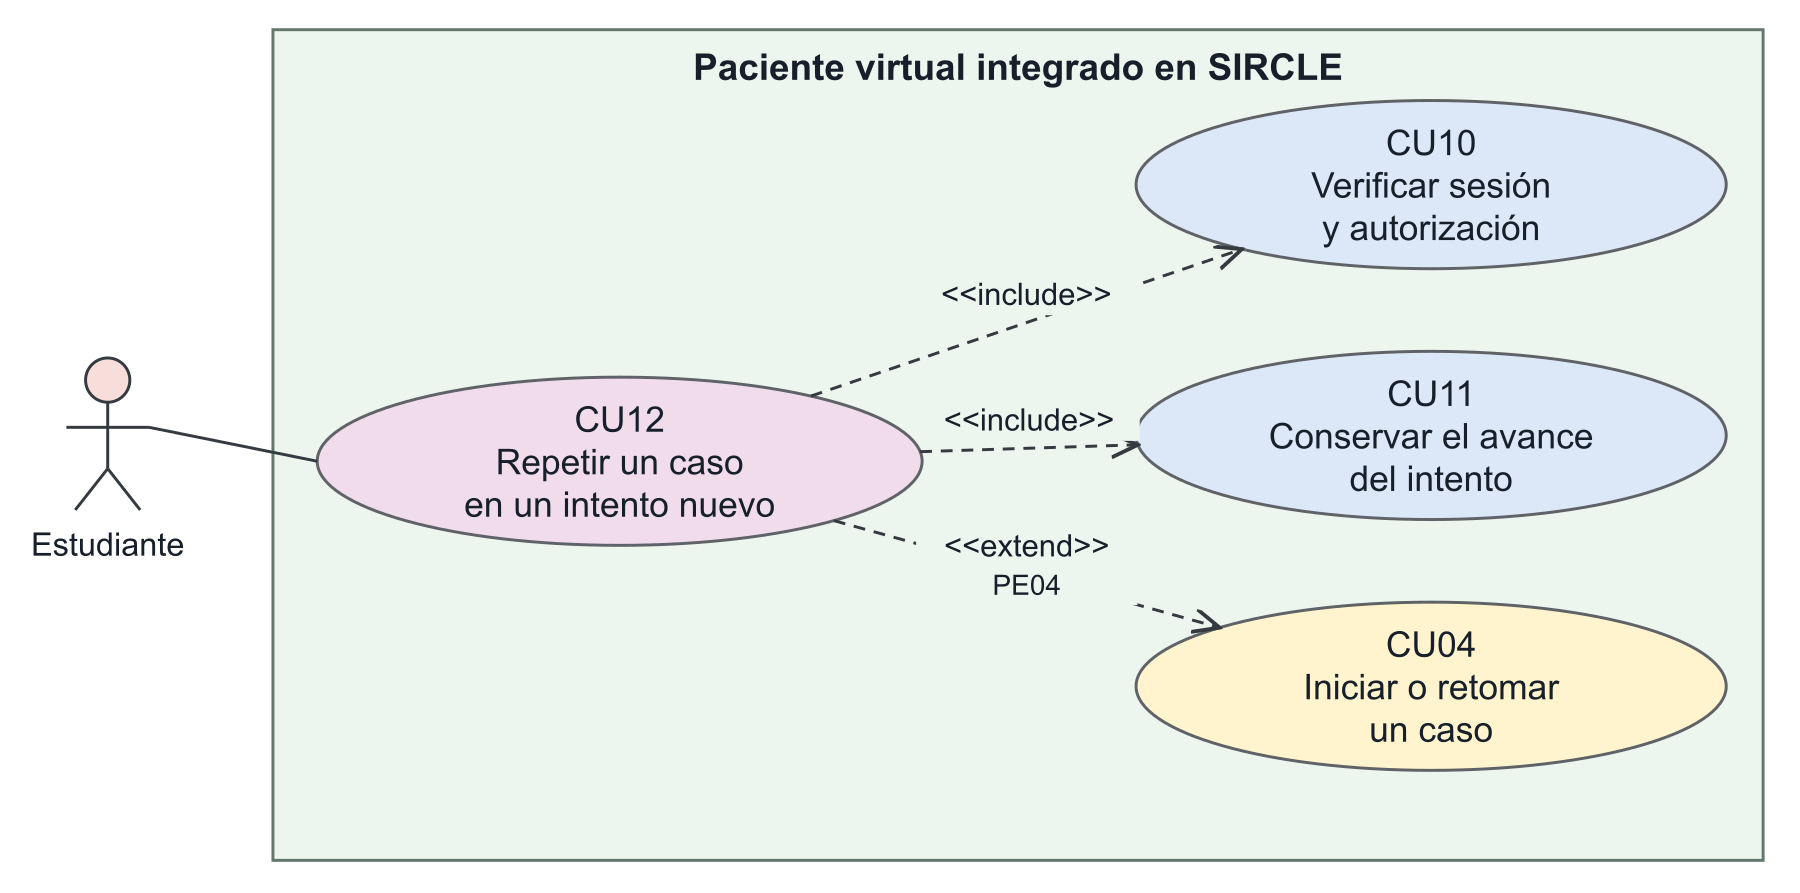 Paciente virtual integrado en SIRCLE
CU10
Verificar sesión
y autorización
<<include>>
CU11
Conservar el avance
del intento
<<include>>
CU12
Repetir un caso
en un intento nuevo
Estudiante
<<extend>>
PE04
CU04
Iniciar o retomar
un caso